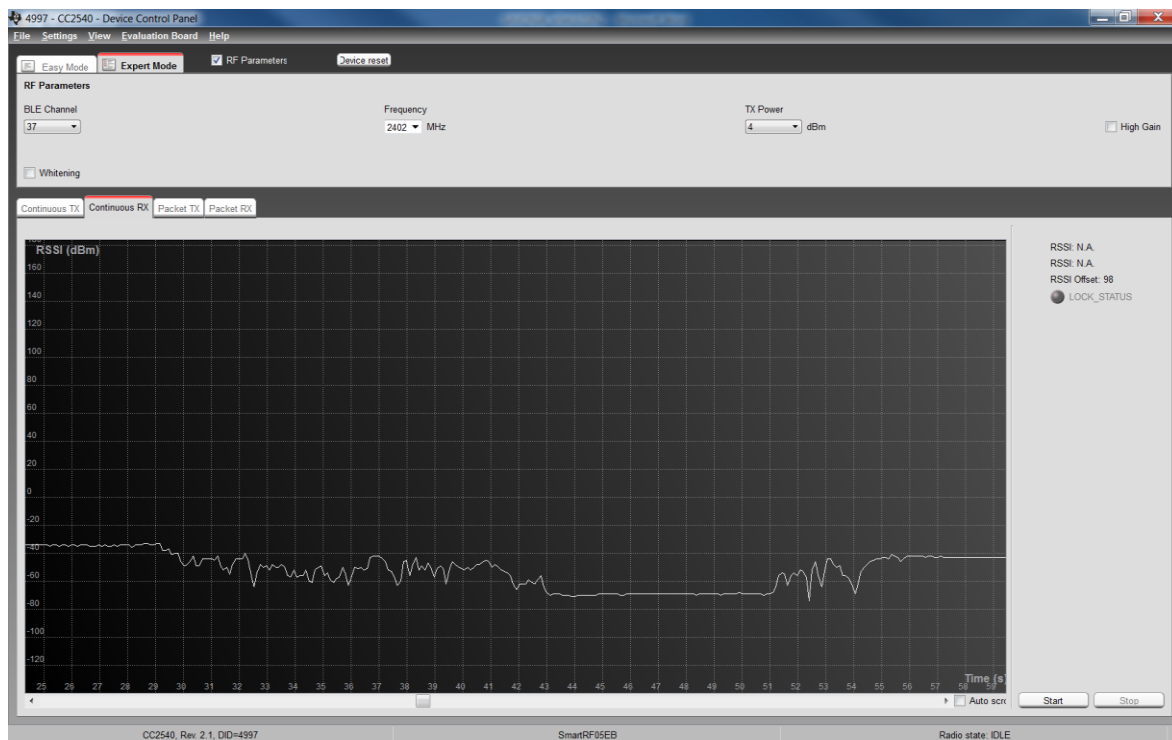 4997 - CC2540 - Device Control Panel
File Settings View Evaluation Board Help
Easy Mode Expert Mode RF Parameters Device reset
RF Parameters
BLE Channel Frequency TX Power
37 2402 MHz 4 dBm High Gain
Whitening
Continuous TX Continuous RX Packet TX Packet RX
RSSI (dBm)
160
140
120
100
80
60
40
20
0
-20
-40
-60
-80
-100
-120
Time (s)
25 26 27 28 29 30 31 32 33 34 35 36 37 38 39 40 41 42 43 44 45 46 47 48 49 50 51 52 53 54 55 56 57 58 59
RSSI: N.A.
RSSI: N.A.
RSSI Offset: 98
LOCK_STATUS
Auto scro Start Stop
CC2540, Rev. 2.1, DID=4997 SmartRF05EB Radio state: IDLE